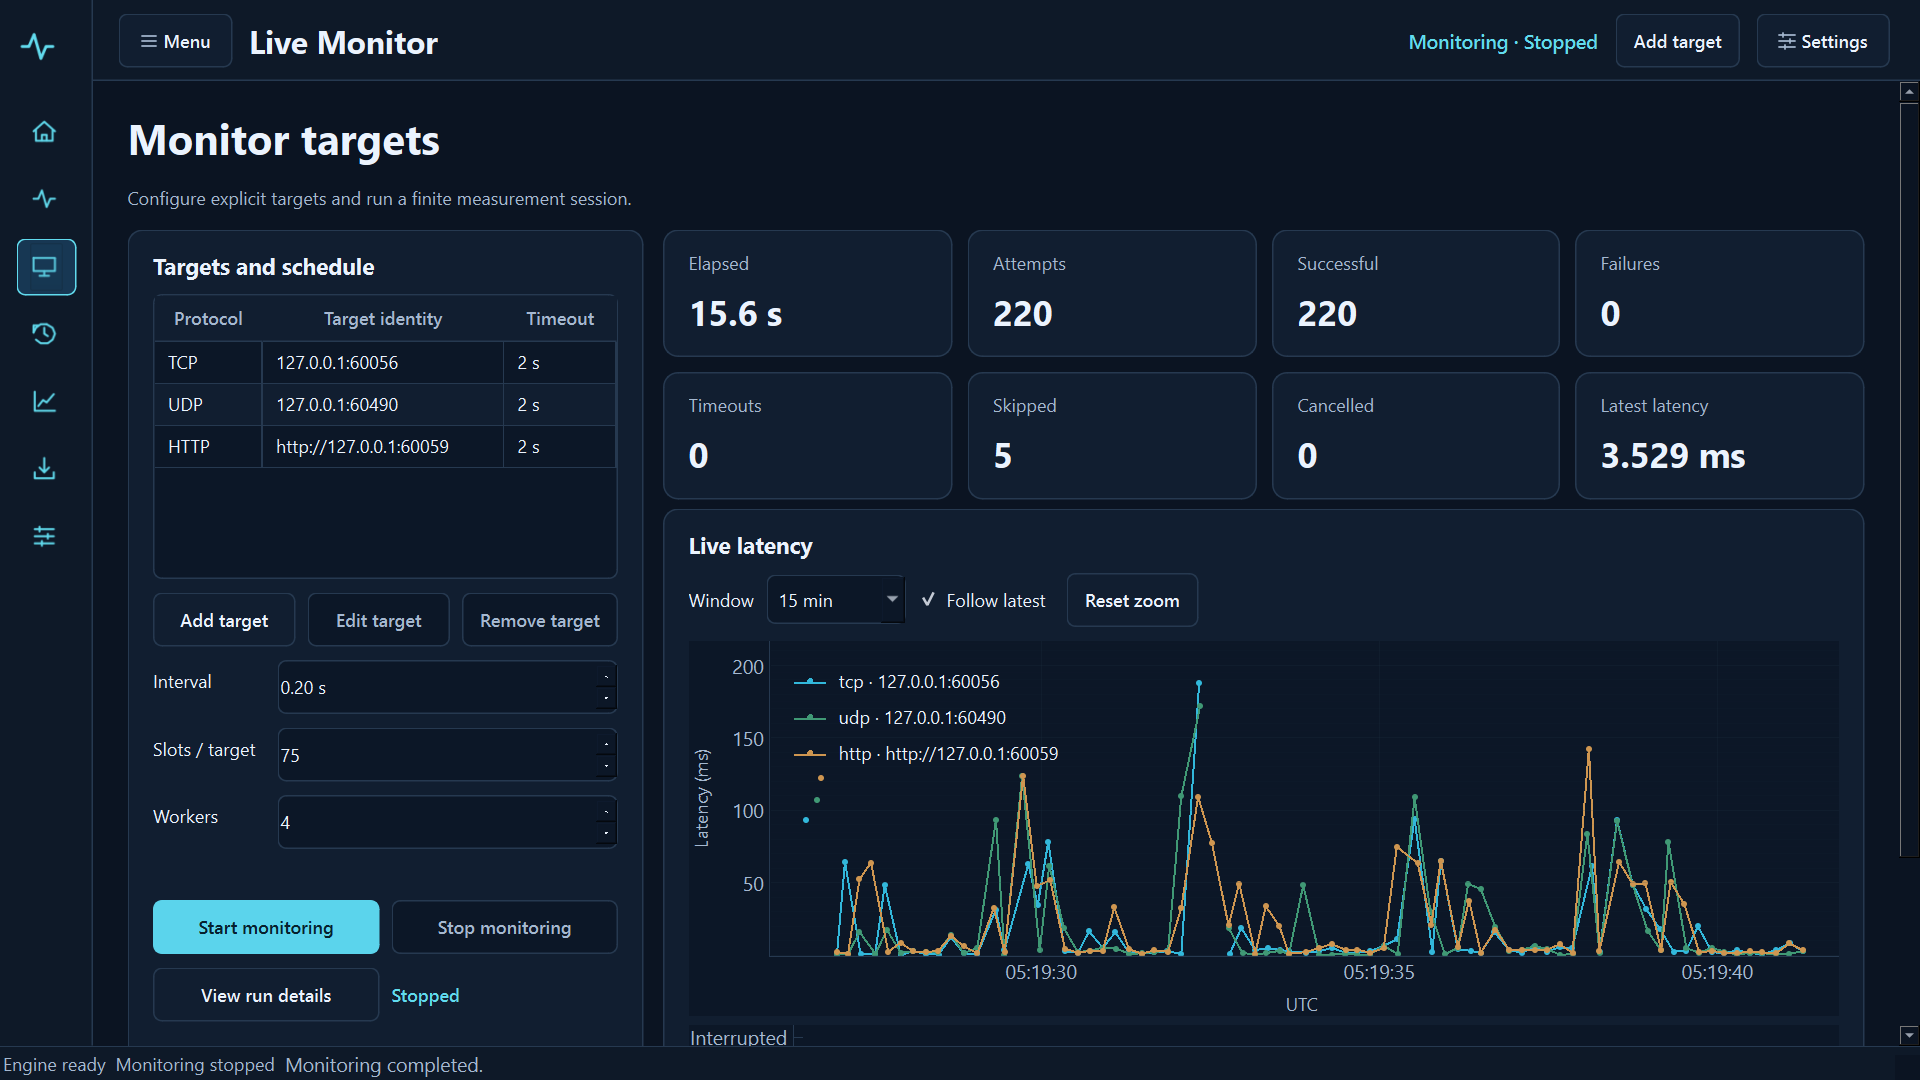 Menu
Live Monitor
Monitoring · Stopped
Add target
Settings
Monitor targets
Configure explicit targets and run a finite measurement session.
Targets and schedule
Protocol Target identity Timeout
TCP 127.0.0.1:60056 2 s
UDP 127.0.0.1:60490 2 s
HTTP http://127.0.0.1:60059 2 s
Add target
Edit target
Remove target
Interval 0.20 s
Slots / target 75
Workers 4
Start monitoring
Stop monitoring
View run details
Stopped
Elapsed
15.6 s
Attempts
220
Successful
220
Failures
0
Timeouts
0
Skipped
5
Cancelled
0
Latest latency
3.529 ms
Live latency
Window 15 min Follow latest Reset zoom
200
150
100
50
Latency (ms)
tcp · 127.0.0.1:60056
udp · 127.0.0.1:60490
http · http://127.0.0.1:60059
05:19:30 05:19:35 05:19:40
UTC
Interrupted
Engine ready Monitoring stopped Monitoring completed.